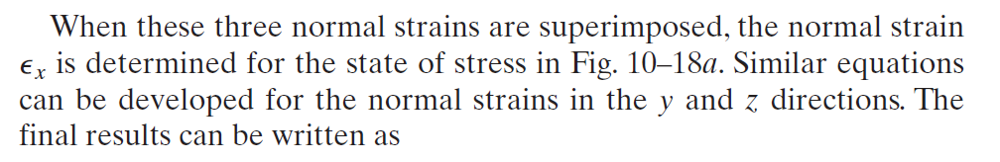 When these three normal strains are superimposed, the normal strain
ϵx is determined for the state of stress in Fig. 10–18a. Similar equations
can be developed for the normal strains in the y and z directions. The
final results can be written as